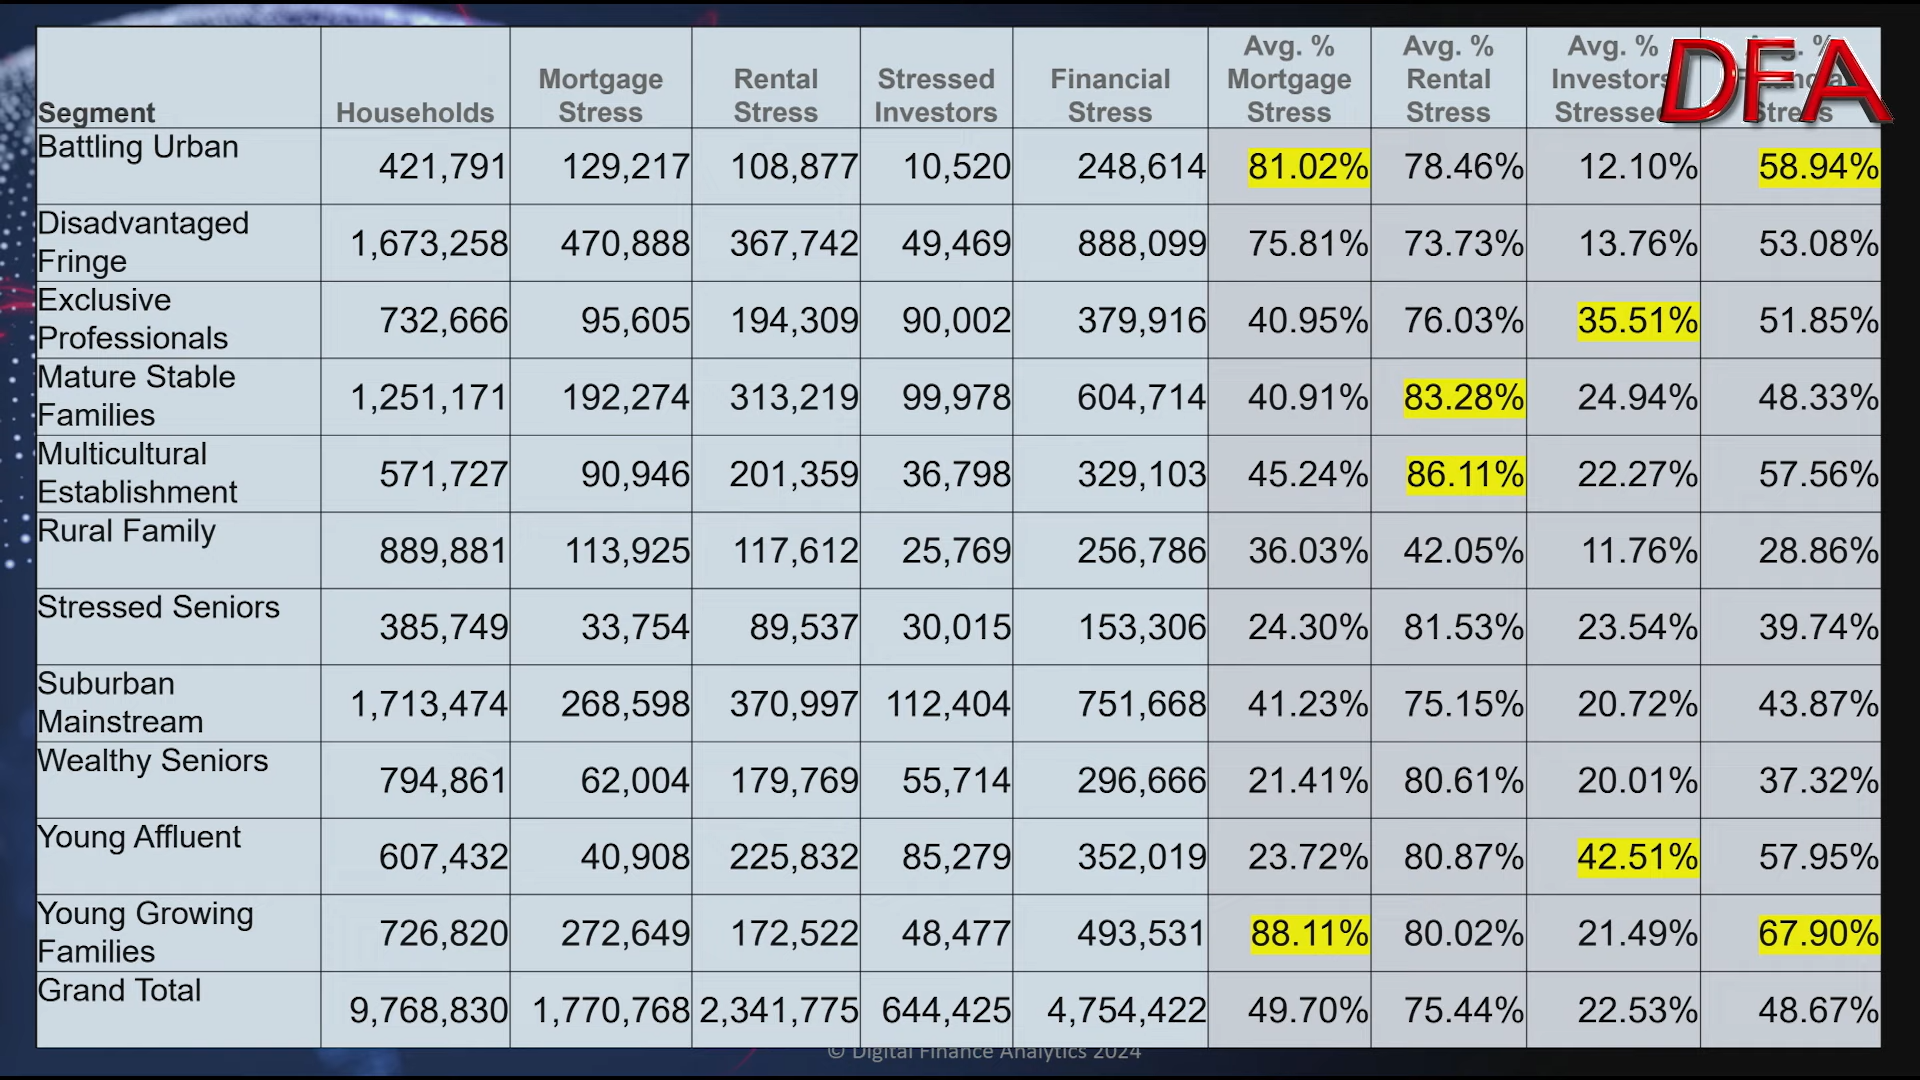 Segment Households Mortgage Stress Rental Stress Stressed Investors Financial Stress Avg. % Mortgage Stress Avg. % Rental Stress Avg. % Investors Stressed Stress
DFA
Battling Urban 421,791 129,217 108,877 10,520 248,614 81.02% 78.46% 12.10% 58.94%
Disadvantaged Fringe 1,673,258 470,888 367,742 49,469 888,099 75.81% 73.73% 13.76% 53.08%
Exclusive Professionals 732,666 95,605 194,309 90,002 379,916 40.95% 76.03% 35.51% 51.85%
Mature Stable Families 1,251,171 192,274 313,219 99,978 604,714 40.91% 83.28% 24.94% 48.33%
Multicultural Establishment 571,727 90,946 201,359 36,798 329,103 45.24% 86.11% 22.27% 57.56%
Rural Family 889,881 113,925 117,612 25,769 256,786 36.03% 42.05% 11.76% 28.86%
Stressed Seniors 385,749 33,754 89,537 30,015 153,306 24.30% 81.53% 23.54% 39.74%
Suburban Mainstream 1,713,474 268,598 370,997 112,404 751,668 41.23% 75.15% 20.72% 43.87%
Wealthy Seniors 794,861 62,004 179,769 55,714 296,666 21.41% 80.61% 20.01% 37.32%
Young Affluent 607,432 40,908 225,832 85,279 352,019 23.72% 80.87% 42.51% 57.95%
Young Growing Families 726,820 272,649 172,522 48,477 493,531 88.11% 80.02% 21.49% 67.90%
Grand Total 9,768,830 1,770,768 2,341,775 644,425 4,754,422 49.70% 75.44% 22.53% 48.67%
© Digital Finance Analytics 2024